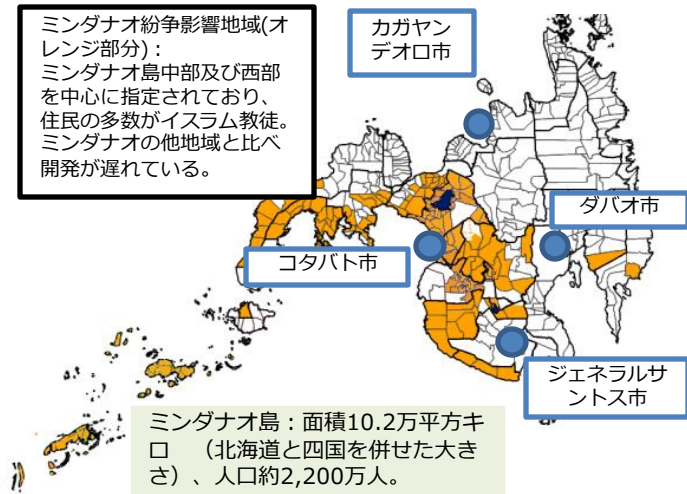 ミンダナオ紛争影響地域(オ
レンジ部分)：
ミンダナオ島中部及び西部
を中心に指定されており、
住民の多数がイスラム教徒。
ミンダナオの他地域と比べ
開発が遅れている。
カガヤン
デオロ市
ダバオ市
コタバト市
ジェネラルサ
ントス市
ミンダナオ島：面積10.2万平方キ
ロ　（北海道と四国を併せた大き
さ）、人口約2,200万人。